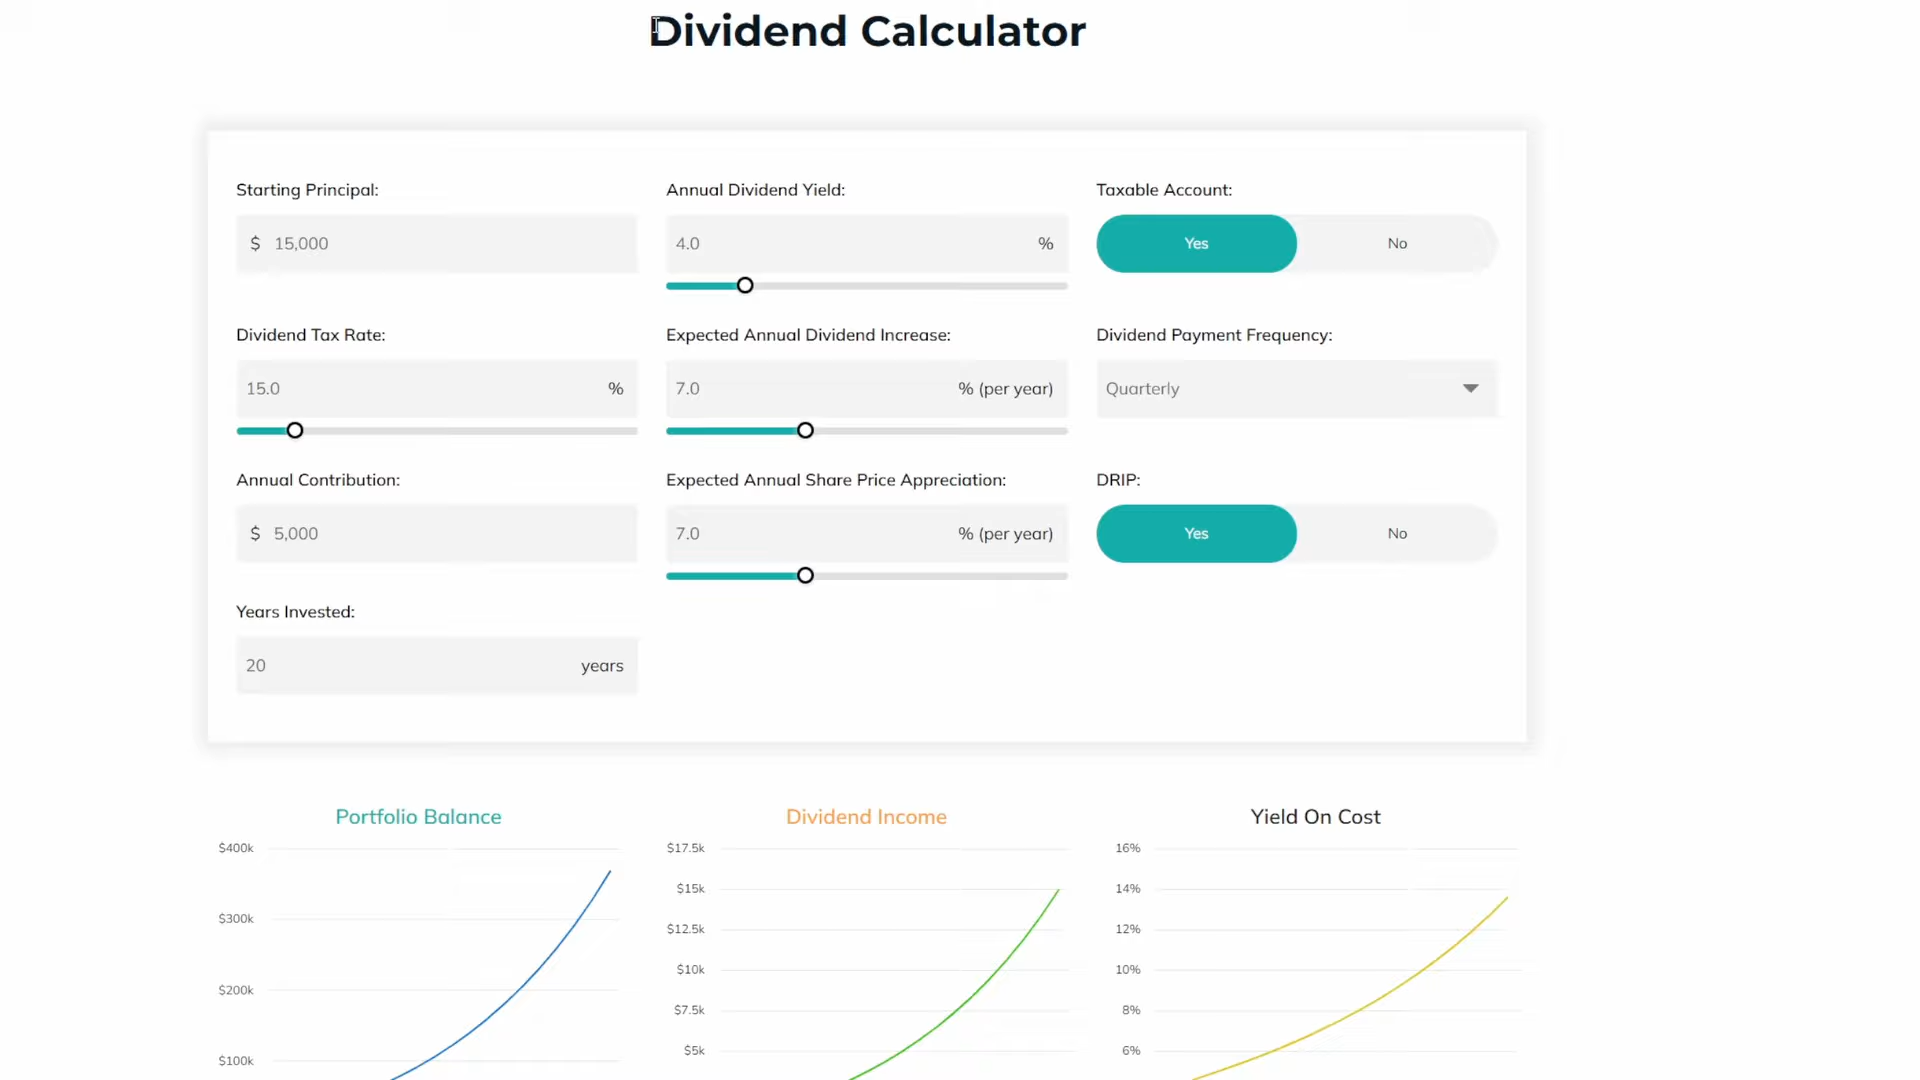 Dividend Calculator
Starting Principal:
$ 15,000
Annual Dividend Yield:
4.0 %
Taxable Account:
Yes No
Dividend Tax Rate:
15.0 %
Expected Annual Dividend Increase:
7.0 % (per year)
Dividend Payment Frequency:
Quarterly
Annual Contribution:
$ 5,000
Expected Annual Share Price Appreciation:
7.0 % (per year)
DRIP:
Yes No
Years Invested:
20 years
Portfolio Balance
$400k
$300k
$200k
$100k
Dividend Income
$17.5k
$15k
$12.5k
$10k
$7.5k
$5k
Yield On Cost
16%
14%
12%
10%
8%
6%